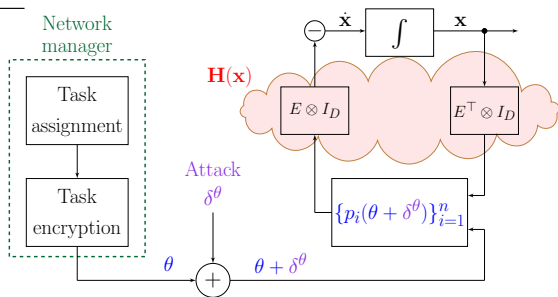 Network
manager
Task
assignment
Task
encryption
Attack
δ^θ
θ
+
θ + δ^θ
H(x)
−
ẋ
∫
x
E ⊗ I_D
E^⊤ ⊗ I_D
{p_i(θ + δ^θ)}_{i=1}^n